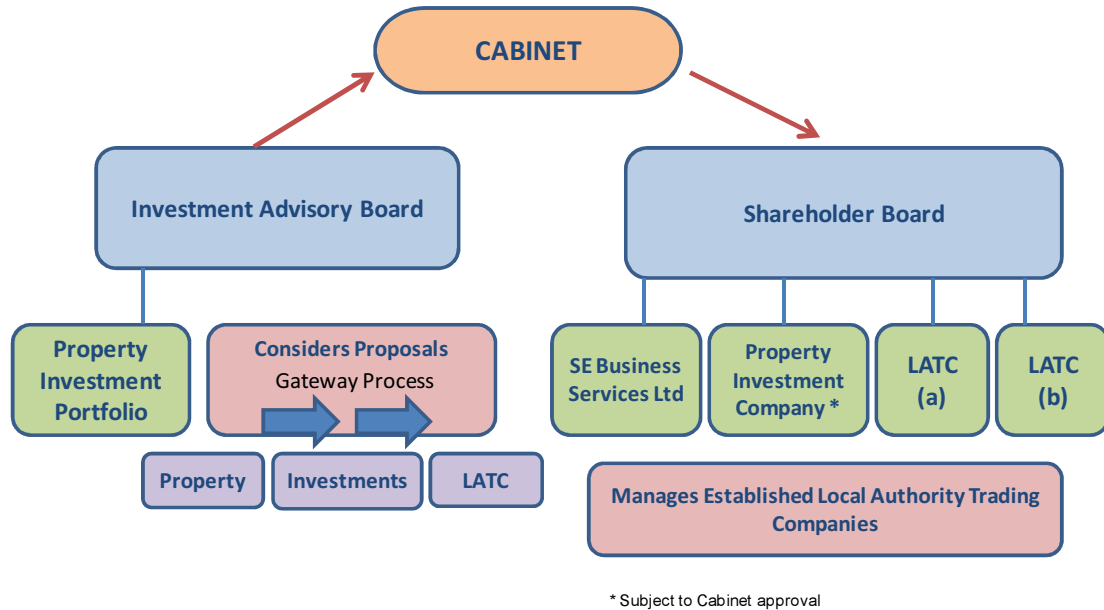 CABINET
Investment Advisory Board
Shareholder Board
Property
Investment
Portfolio
Considers Proposals
Gateway Process
Property
Investments
LATC
SE Business
Services Ltd
Property
Investment
Company *
LATC
(a)
LATC
(b)
Manages Established Local Authority Trading
Companies
* Subject to Cabinet approval